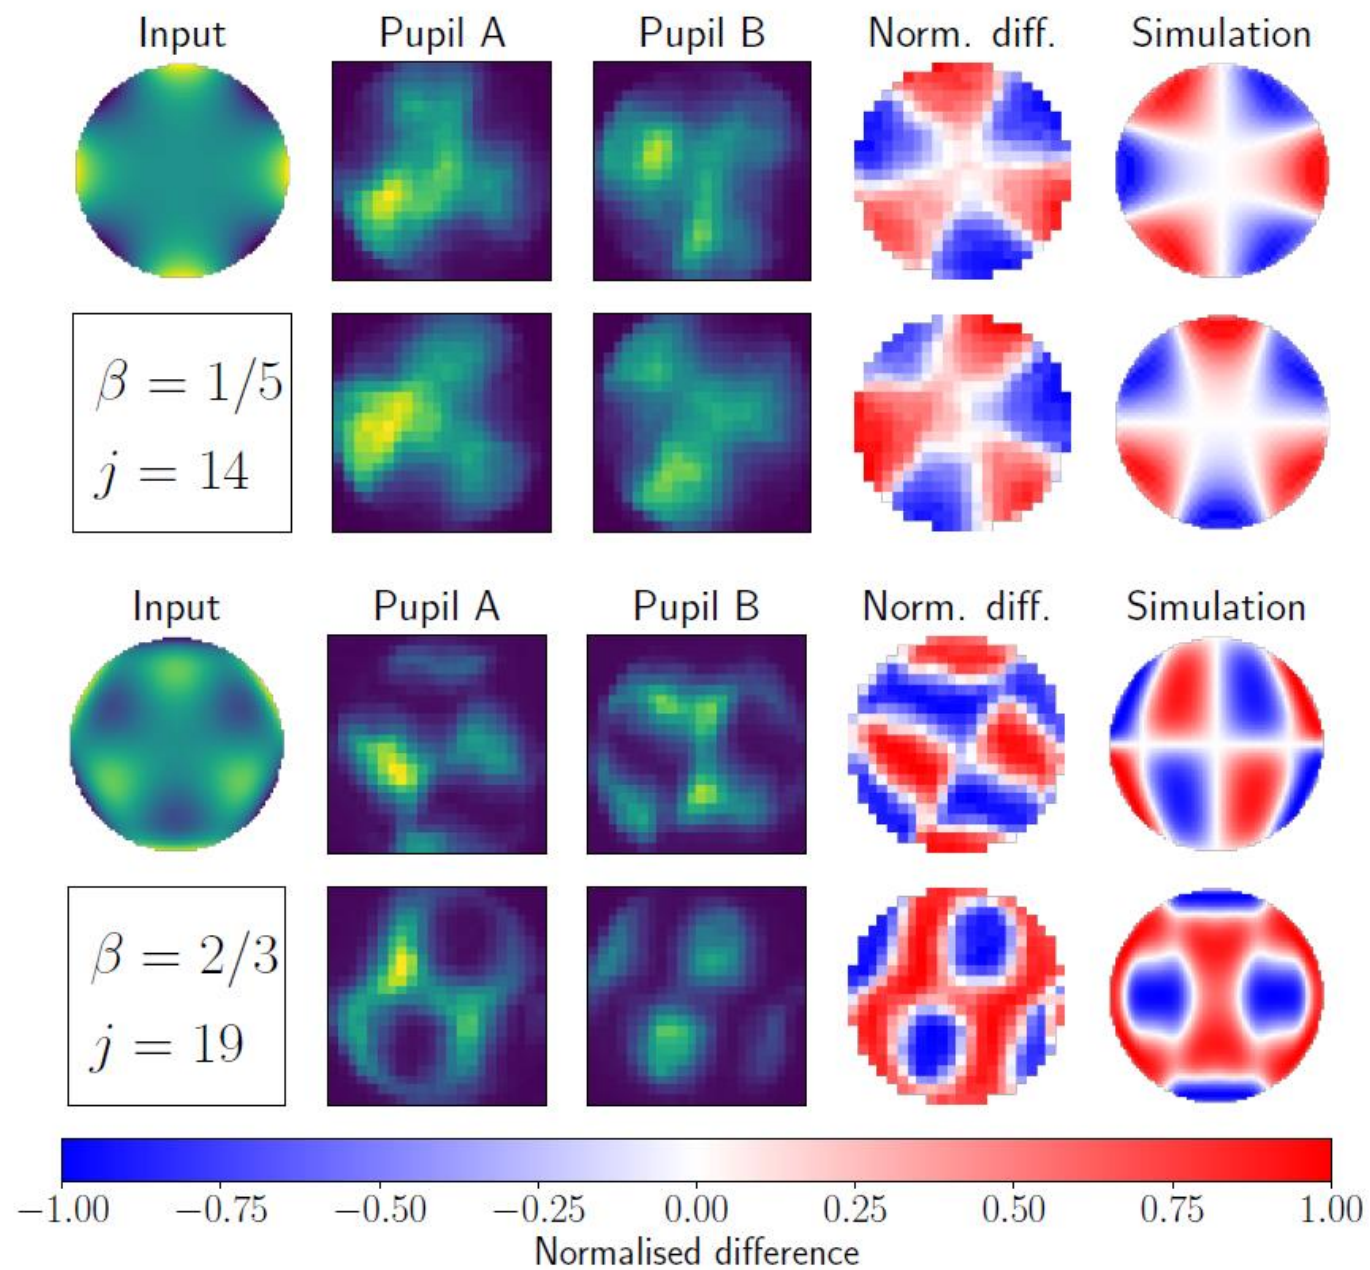 Input Pupil A Pupil B Norm. diff. Simulation
β = 1/5
j = 14
Input Pupil A Pupil B Norm. diff. Simulation
β = 2/3
j = 19
−1.00 −0.75 −0.50 −0.25 0.00 0.25 0.50 0.75 1.00
Normalised difference